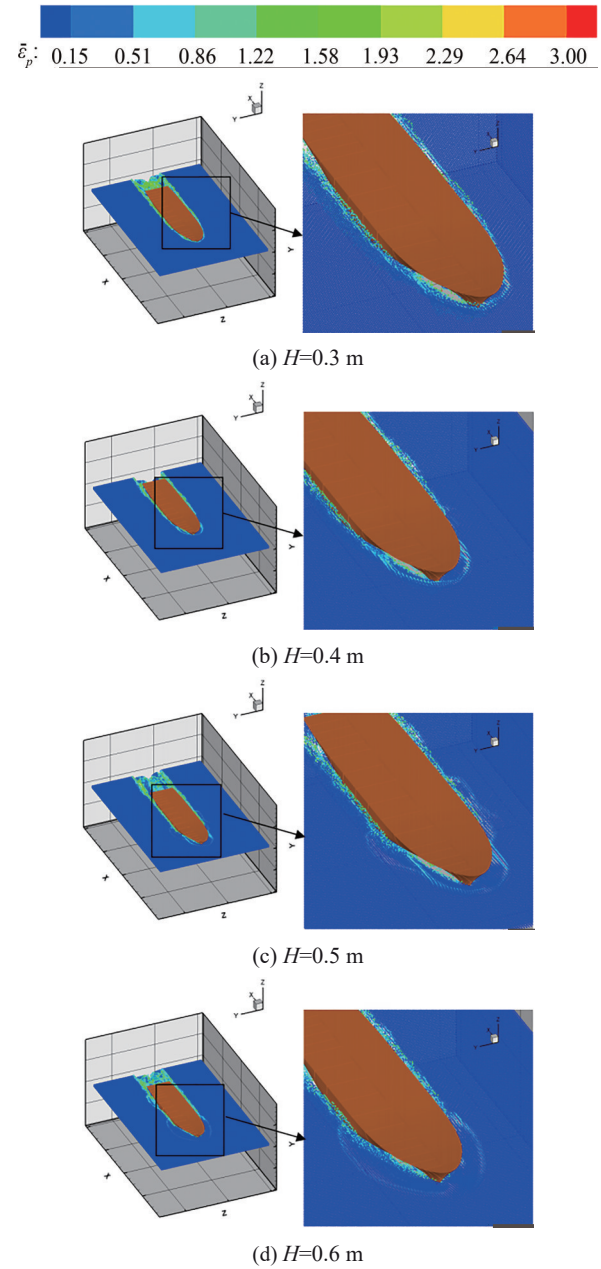 ε̄ₚ: 0.15 0.51 0.86 1.22 1.58 1.93 2.29 2.64 3.00
Z
X
Y
X
Z
Y
Z
X
Y
(a) H=0.3 m
Z
X
Y
X
Z
Y
Z
X
Y
(b) H=0.4 m
Z
X
Y
X
Z
Y
Z
X
Y
(c) H=0.5 m
Z
X
Y
X
Z
Y
Z
X
Y
(d) H=0.6 m